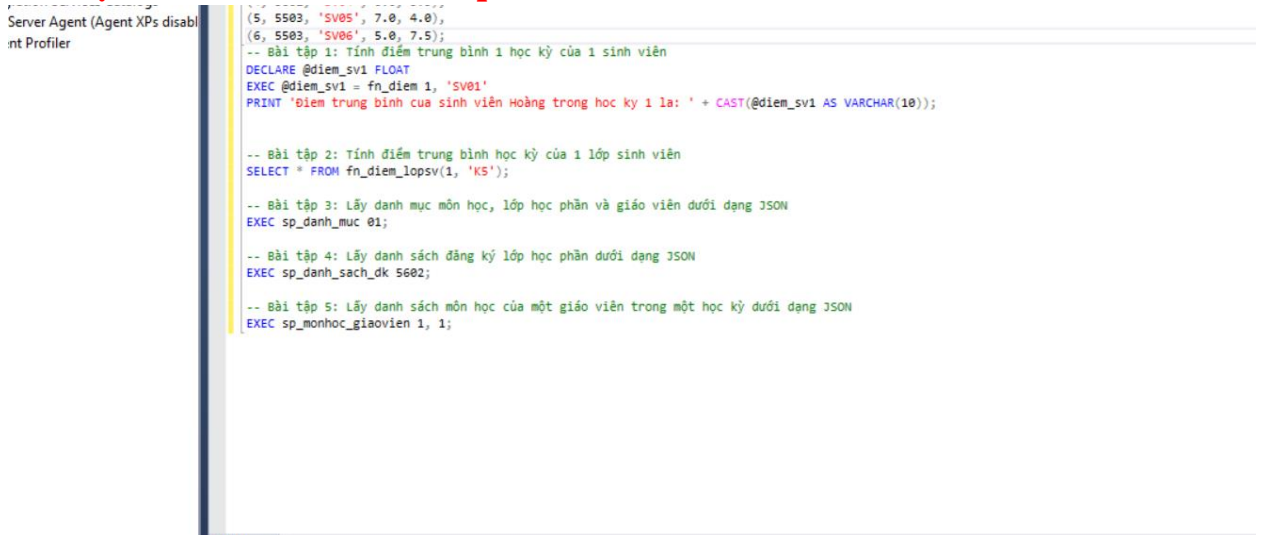 Server Agent (Agent XPs disabl
nt Profiler
(5, 5503, 'SV05', 7.0, 4.0),
(6, 5503, 'SV06', 5.0, 7.5);
-- Bài tập 1: Tính điểm trung bình 1 học kỳ của 1 sinh viên
DECLARE @diem_sv1 FLOAT
EXEC @diem_sv1 = fn_diem 1, 'SV01'
PRINT 'Điem trung binh cua sinh viên Hoàng trong hoc ky 1 la: ' + CAST(@diem_sv1 AS VARCHAR(10));
-- Bài tập 2: Tính điểm trung bình học kỳ của 1 lớp sinh viên
SELECT * FROM fn_diem_lopsv(1, 'K5');
-- Bài tập 3: Lấy danh mục môn học, lớp học phần và giáo viên dưới dạng JSON
EXEC sp_danh_muc 01;
-- Bài tập 4: Lấy danh sách đăng ký lớp học phần dưới dạng JSON
EXEC sp_danh_sach_dk 5602;
-- Bài tập 5: Lấy danh sách môn học của một giáo viên trong một học kỳ dưới dạng JSON
EXEC sp_monhoc_giaovien 1, 1;